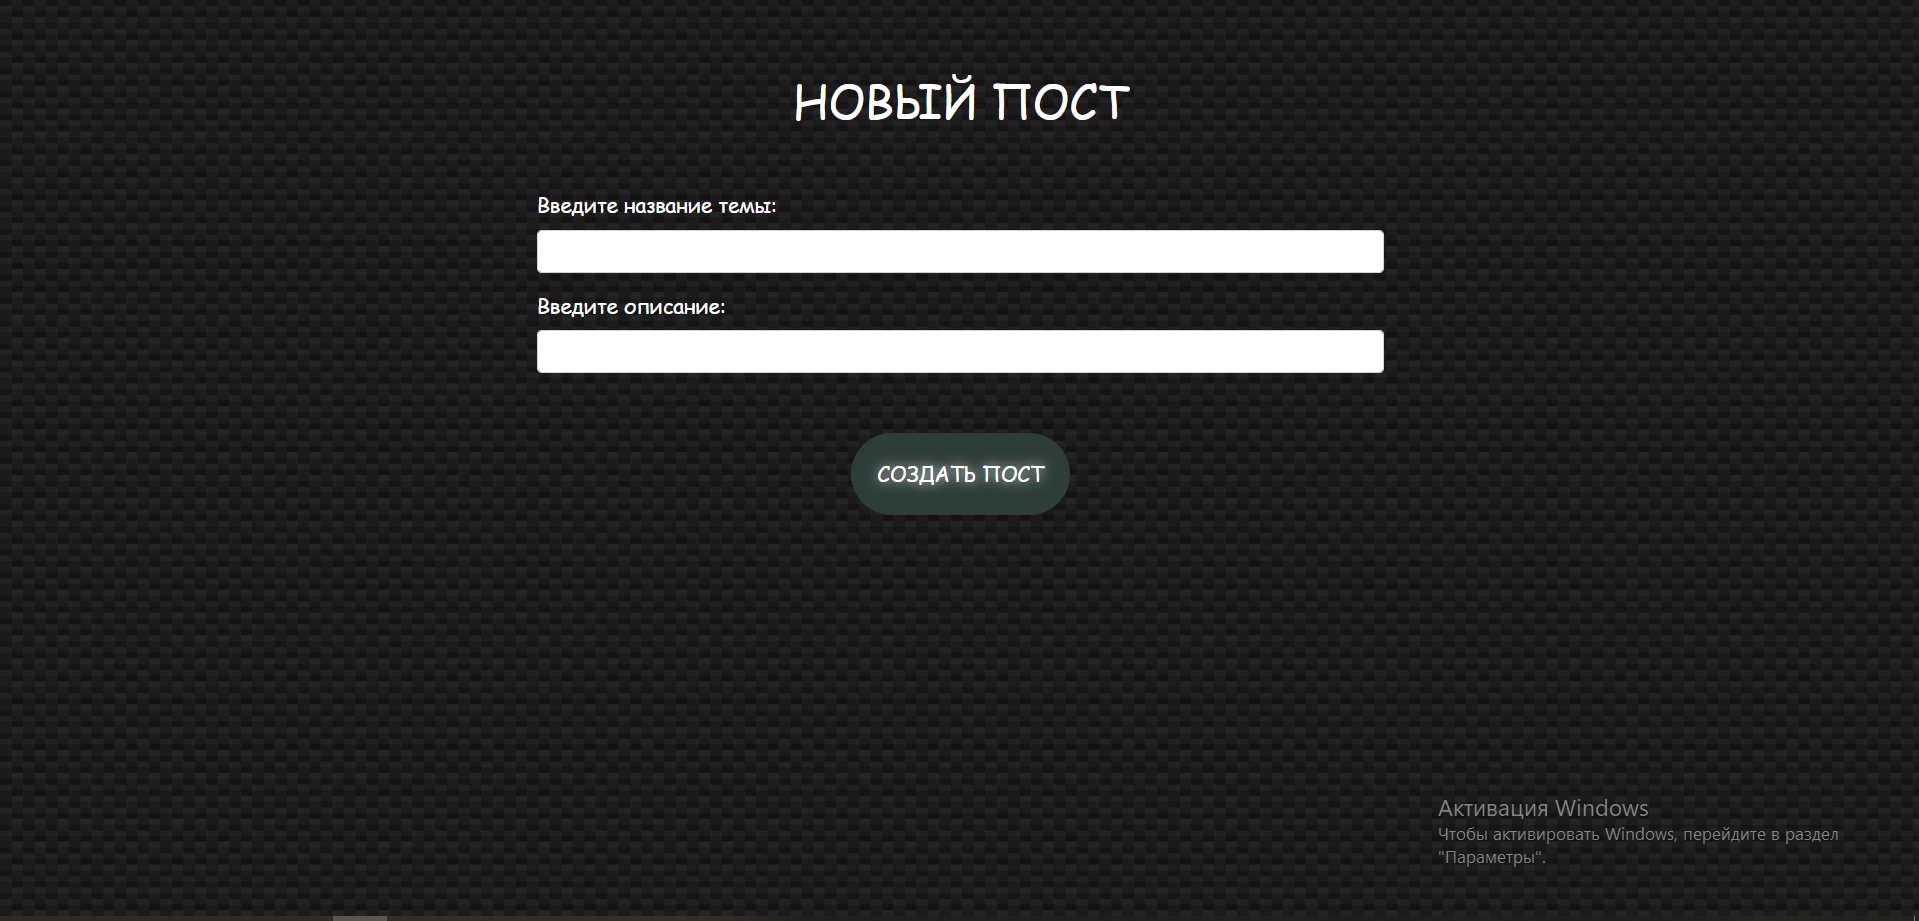 НОВЫЙ ПОСТ
Введите название темы:
Введите описание:
СОЗДАТЬ ПОСТ
Активация Windows
Чтобы активировать Windows, перейдите в раздел
"Параметры".